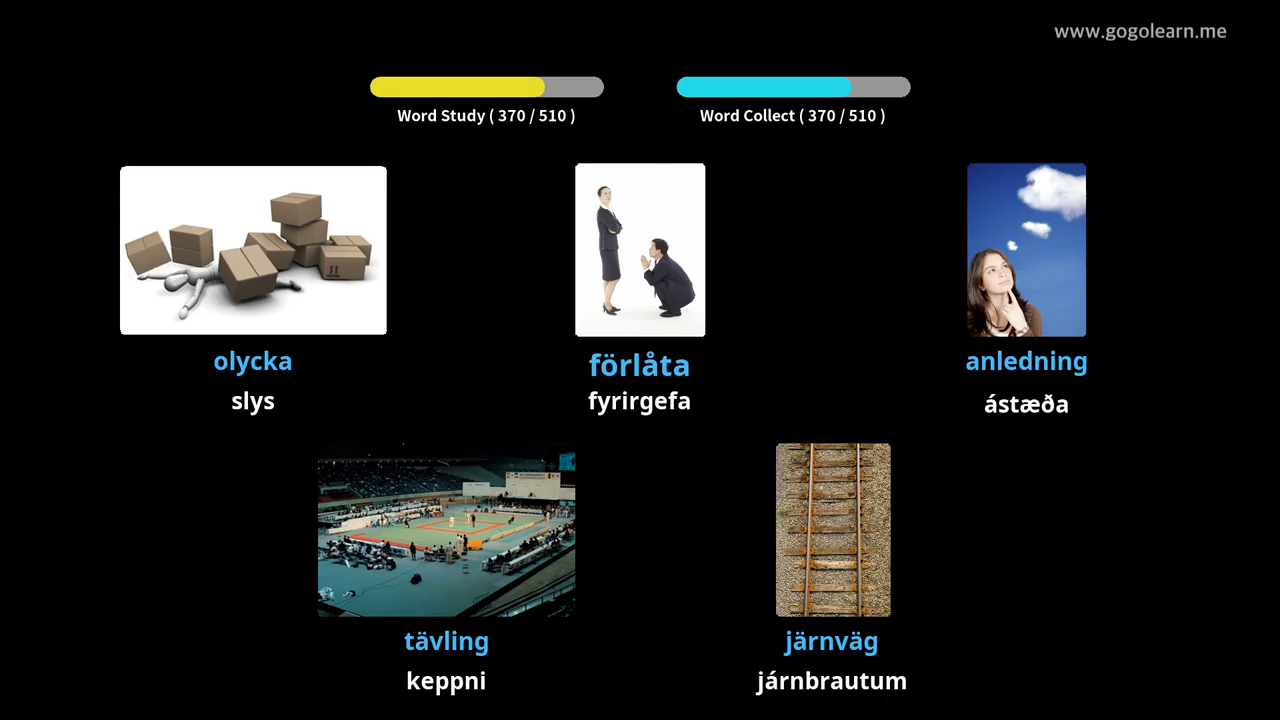 www.gogolearn.me
Word Study ( 370 / 510 )
Word Collect ( 370 / 510 )
olycka
slys
förlåta
fyrirgefa
anledning
ástæða
tävling
keppni
järnväg
járnbrautum